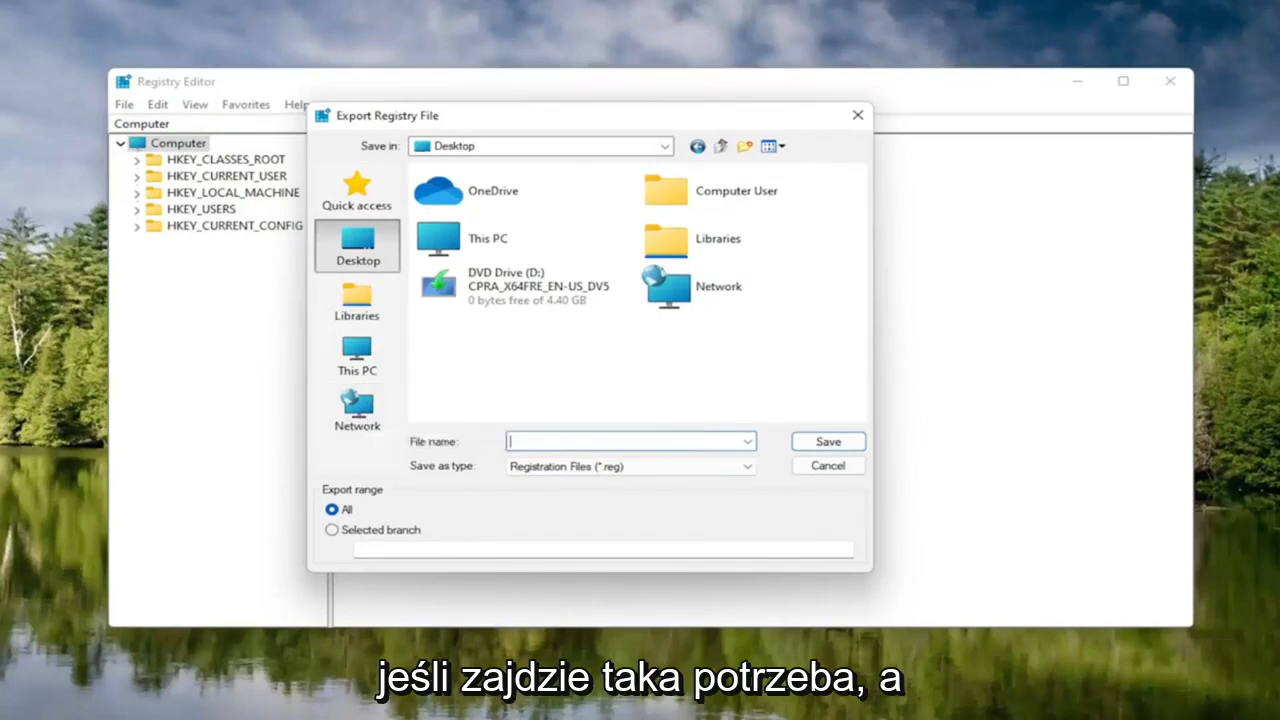 Registry Editor
File Edit View Favorites Help
Computer
Computer
HKEY_CLASSES_ROOT
HKEY_CURRENT_USER
HKEY_LOCAL_MACHINE
HKEY_USERS
HKEY_CURRENT_CONFIG
Export Registry File
Save in: Desktop
Quick access
Desktop
Libraries
This PC
Network
OneDrive
Computer User
This PC
Libraries
DVD Drive (D:)
CPRA_X64FRE_EN-US_DV5
0 bytes free of 4.40 GB
Network
File name:
Save
Save as type: Registration Files (*.reg)
Cancel
Export range
All
Selected branch
jeśli zajdzie taka potrzeba, a